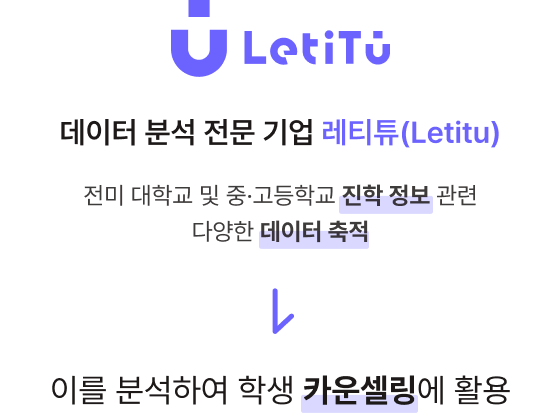 LetiTU
데이터 분석 전문 기업 레티튜(Letitu)
전미 대학교 및 중·고등학교 진학 정보 관련
다양한 데이터 축적
이를 분석하여 학생 카운셀링에 활용